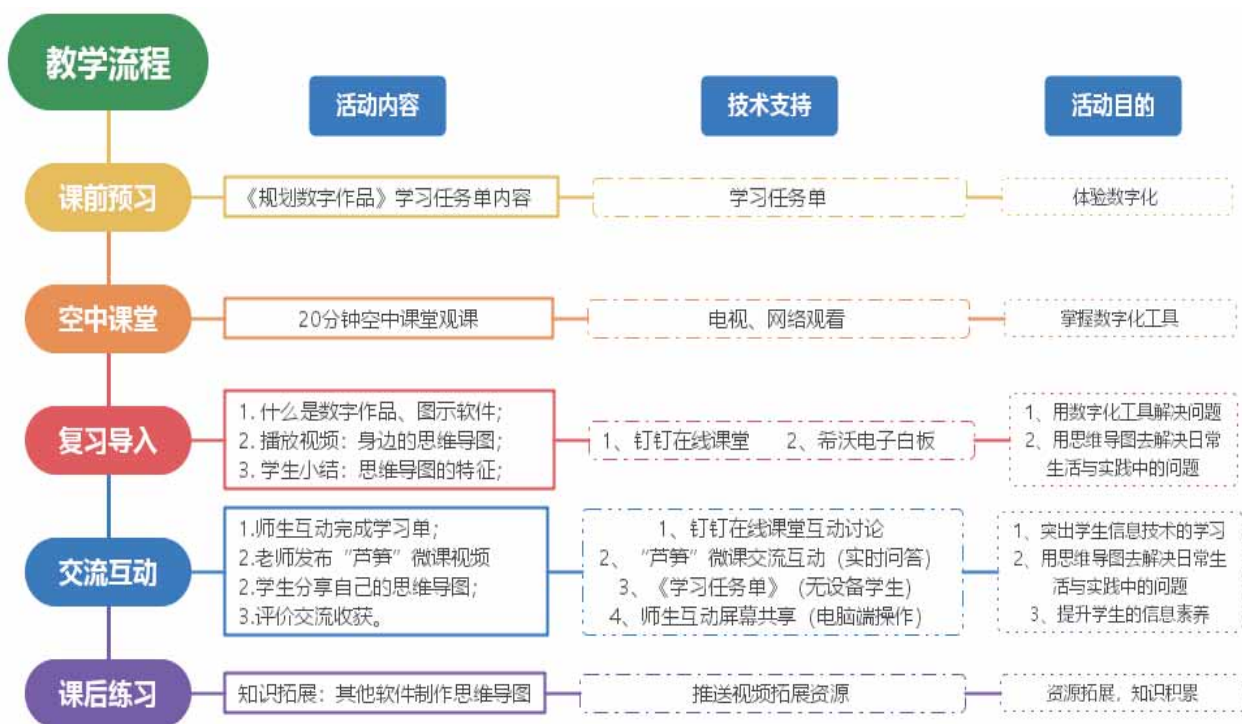 教学流程
活动内容
技术支持
活动目的
课前预习
《规划数字作品》学习任务单内容
学习任务单
体验数字化
空中课堂
20分钟空中课堂观课
电视、网络观看
掌握数字化工具
复习导入
1. 什么是数字作品、图示软件；
2. 播放视频：身边的思维导图；
3. 学生小结：思维导图的特征；
1、钉钉在线课堂 2、希沃电子白板
1、用数字化工具解决问题
2、用思维导图去解决日常
生活与实践中的问题
交流互动
1.师生互动完成学习单；
2.老师发布“芦笋”微课视频
2.学生分享自己的思维导图；
3.评价交流收获。
1、钉钉在线课堂互动讨论
2、“芦笋”微课交流互动（实时问答）
3、《学习任务单》（无设备学生）
4、师生互动屏幕共享（电脑端操作）
1、突出学生信息技术的学习
2、用思维导图去解决日常生
活与实践中的问题
3、提升学生的信息素养
课后练习
知识拓展：其他软件制作思维导图
推送视频拓展资源
资源拓展，知识积累